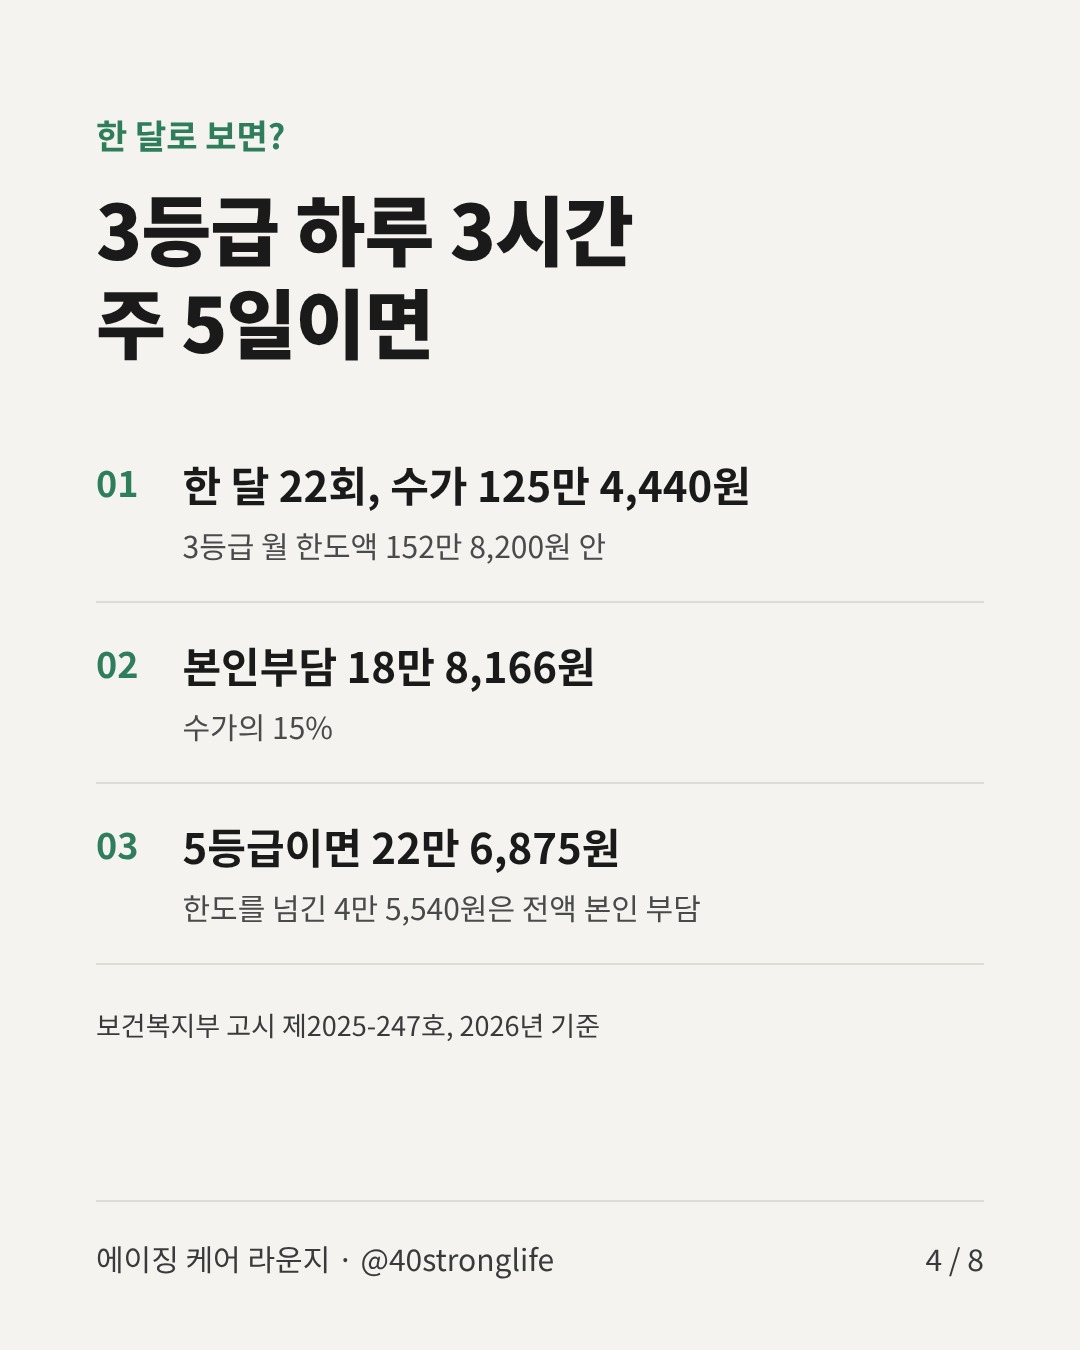 한 달로 보면?
3등급 하루 3시간
주 5일이면
01 한 달 22회, 수가 125만 4,440원
3등급 월 한도액 152만 8,200원 안
02 본인부담 18만 8,166원
수가의 15%
03 5등급이면 22만 6,875원
한도를 넘긴 4만 5,540원은 전액 본인 부담
보건복지부 고시 제2025-247호, 2026년 기준
에이징 케어 라운지 · @40stronglife
4 / 8